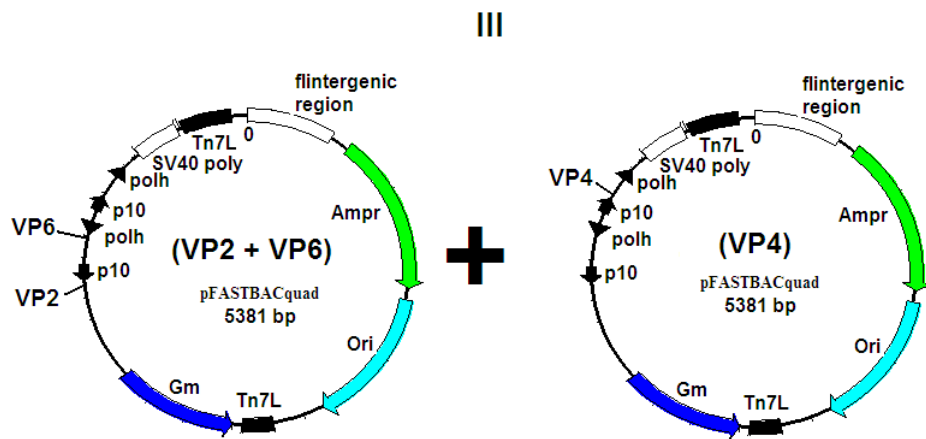 III
flintergenic
region
0
Tn7L
SV40 poly
polh
p10
polh
p10
VP6
VP2
Ampr
(VP2 + VP6)
pFASTBACquad
5381 bp
Ori
Gm
Tn7L
+
flintergenic
region
0
Tn7L
SV40 poly
polh
VP4
p10
polh
p10
Ampr
(VP4)
pFASTBACquad
5381 bp
Ori
Gm
Tn7L